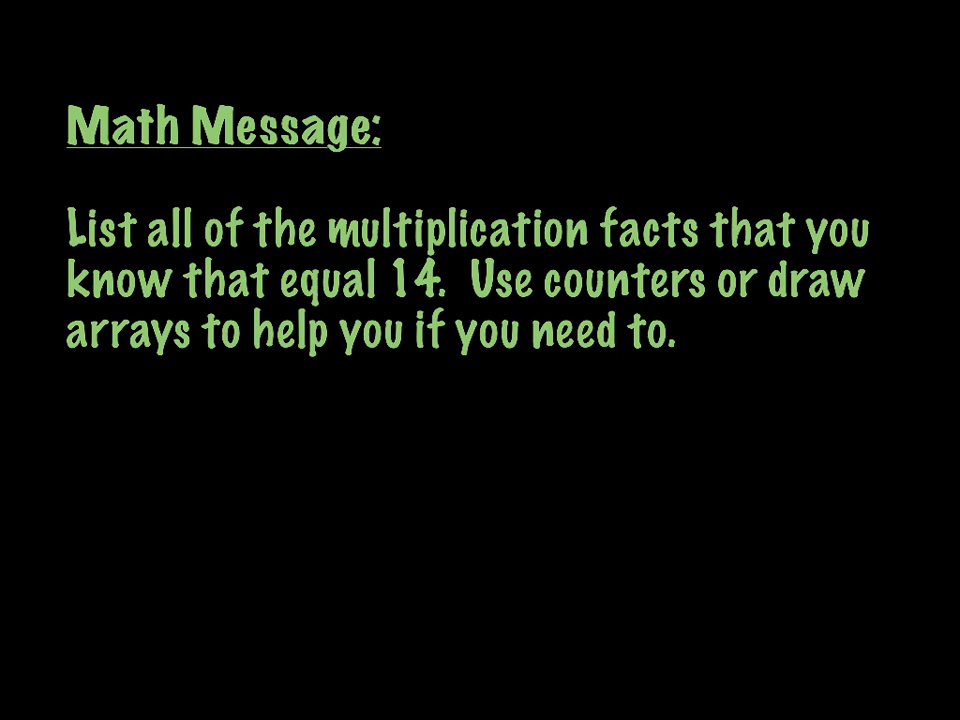 Math Message:
List all of the multiplication facts that you
know that equal 14.  Use counters or draw
arrays to help you if you need to.